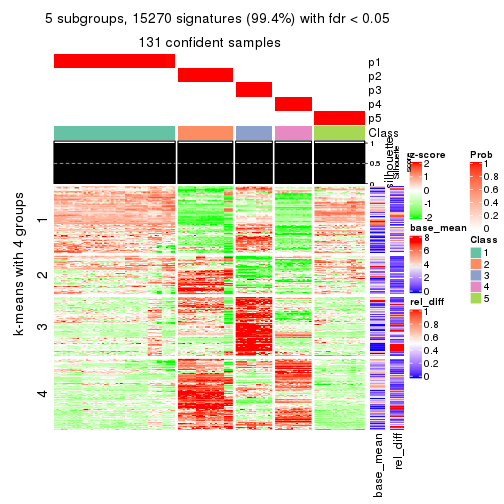 5 subgroups, 15270 signatures (99.4%) with fdr < 0.05
131 confident samples
p1
p2
p3
p4
p5
Class
1
0.5
0
silhouette
Silhouette
score
k-means with 4 groups
1
2
3
4
base_mean
rel_diff
z-score
2
1
0
-1
-2
base_mean
8
6
4
2
0
rel_diff
1
0.8
0.6
0.4
0.2
0
Prob
1
0.8
0.6
0.4
0.2
0
Class
1
2
3
4
5